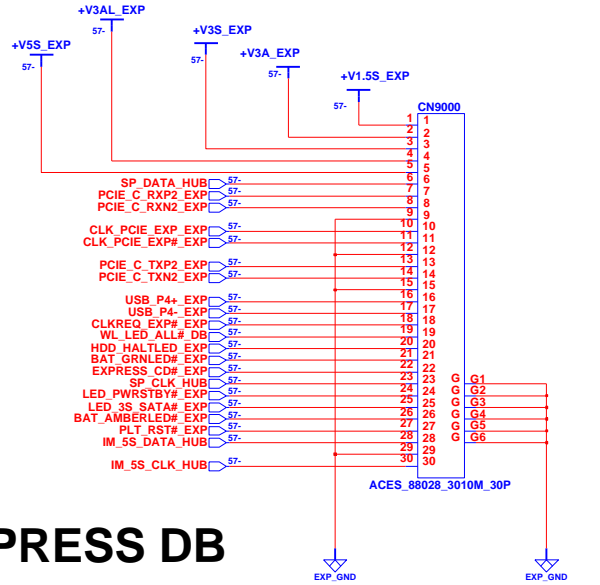 +V3AL_EXP
57-
+V5S_EXP
57-
+V3S_EXP
57-
+V3A_EXP
57-
+V1.5S_EXP
57-
CN9000
1 1
2 2
3 3
4 4
5 5
SP_DATA_HUB 57- 6 6
PCIE_C_RXP2_EXP 57- 7 7
PCIE_C_RXN2_EXP 57- 8 8
9 9
CLK_PCIE_EXP_EXP 57- 10 10
CLK_PCIE_EXP#_EXP 57- 11 11
12 12
PCIE_C_TXP2_EXP 57- 13 13
PCIE_C_TXN2_EXP 57- 14 14
15 15
USB_P4+_EXP 57- 16 16
USB_P4-_EXP 57- 17 17
CLKREQ_EXP#_EXP 57- 18 18
WL_LED_ALL#_DB 57- 19 19
HDD_HALTLED_EXP 57- 20 20
BAT_GRNLED#_EXP 57- 21 21
EXPRESS_CD#_EXP 57- 22 22
SP_CLK_HUB 57- 23 23 G G1
LED_PWRSTBY#_EXP 57- 24 24 G G2
LED_3S_SATA#_EXP 57- 25 25 G G3
BAT_AMBERLED#_EXP 57- 26 26 G G4
PLT_RST#_EXP 57- 27 27 G G5
IM_5S_DATA_HUB 57- 28 28 G G6
29 29
IM_5S_CLK_HUB 57- 30 30
ACES_88028_3010M_30P
PRESS DB
EXP_GND
EXP_GND